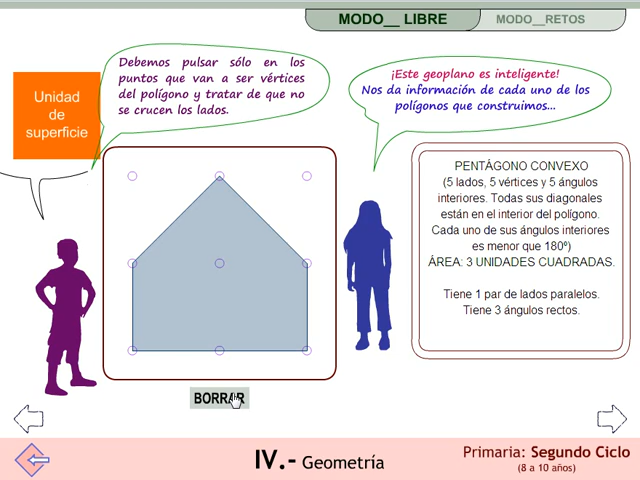 MODO__ LIBRE
MODO__RETOS
Debemos pulsar sólo en los
puntos que van a ser vértices
del polígono y tratar de que no
se crucen los lados.
¡Este geoplano es inteligente!
Nos da información de cada uno de los
polígonos que construimos...
Unidad
de
superficie
PENTÁGONO CONVEXO
(5 lados, 5 vértices y 5 ángulos
interiores. Todas sus diagonales
están en el interior del polígono.
Cada uno de sus ángulos interiores
es menor que 180º)
ÁREA: 3 UNIDADES CUADRADAS.
Tiene 1 par de lados paralelos.
Tiene 3 ángulos rectos.
BORRAR
IV.- Geometría
Primaria: Segundo Ciclo
(8 a 10 años)